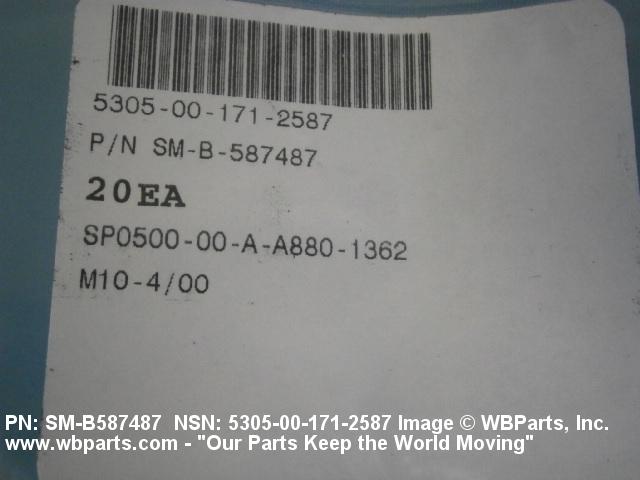 5305-00-171-2587
P/N SM-B-587487
20EA
SP0500-00-A-A880-1362
M10-4/00
PN: SM-B587487 NSN: 5305-00-171-2587 Image © WBParts, Inc.
www.wbparts.com - "Our Parts Keep the World Moving"